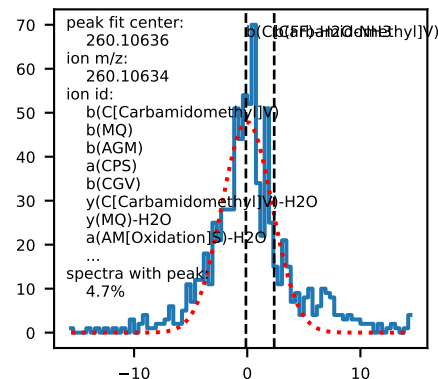 peak fit center:
260.10636
ion m/z:
260.10634
ion id:
b(C[Carbamidomethyl]V)
b(MQ)
b(AGM)
a(CPS)
b(CGV)
y(C[Carbamidomethyl]V)-H2O
y(MQ)-H2O
a(AM[Oxidation]S)-H2O
...
spectra with peak:
4.7%
b(C[Carbamidomethyl]V)
70
60
50
40
30
20
10
0
−10 0 10